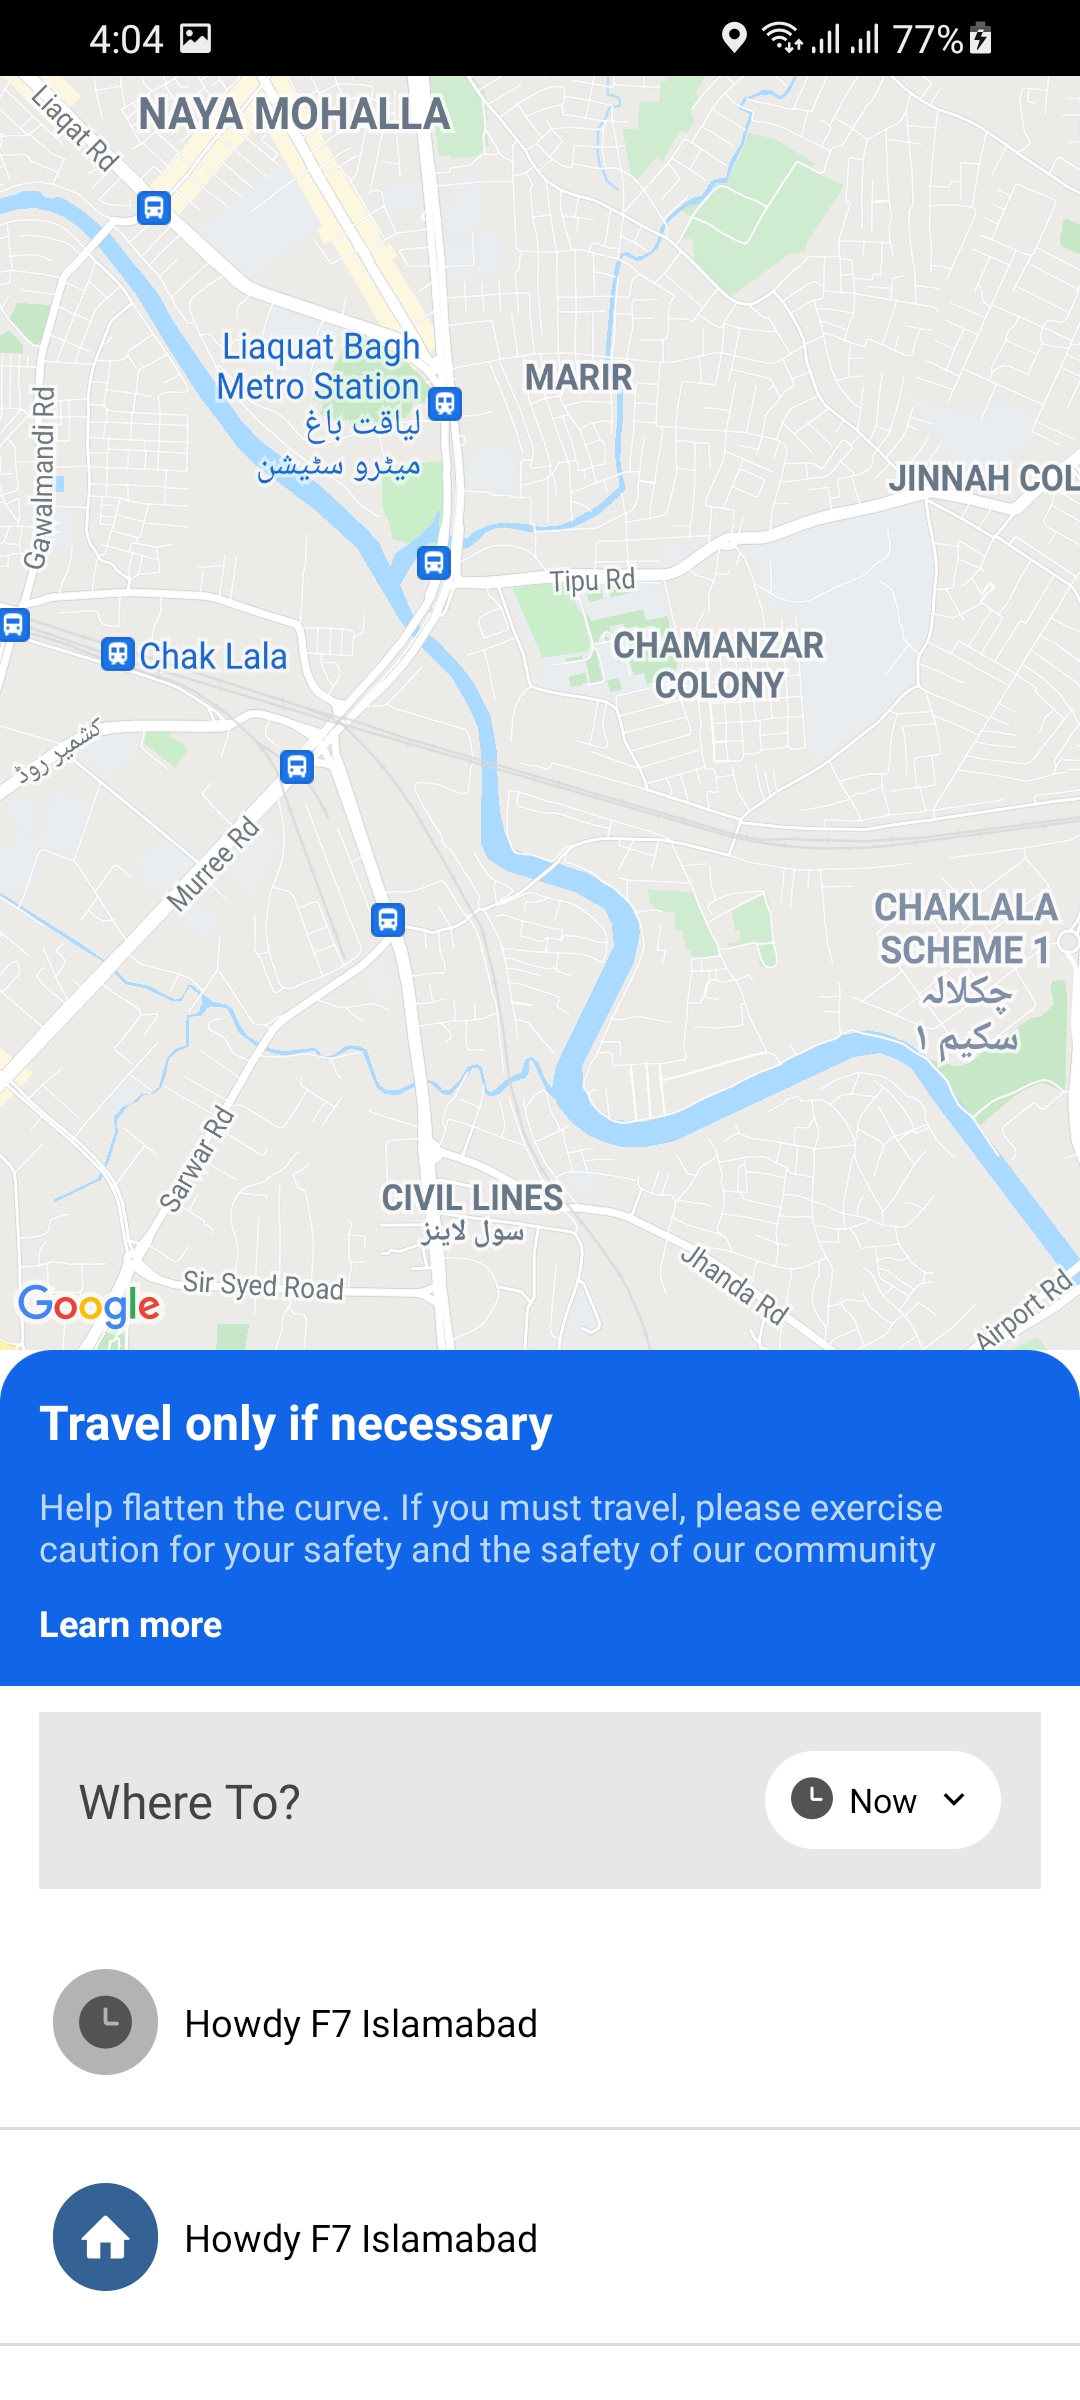 4:04
77%
Liaqat Rd
NAYA MOHALLA
Liaquat Bagh
Metro Station
لیاقت باغ
میٹرو سٹیشن
MARIR
Gawalmandi Rd
JINNAH COL
Tipu Rd
Chak Lala
CHAMANZAR
COLONY
کشمیر روڈ
Murree Rd
CHAKLALA
SCHEME 1
چکلالہ
سکیم ١
Sarwar Rd
CIVIL LINES
سول لاینز
Sir Syed Road
Jhanda Rd
Airport Rd
Google
Travel only if necessary
Help flatten the curve. If you must travel, please exercise
caution for your safety and the safety of our community
Learn more
Where To?
Now
Howdy F7 Islamabad
Howdy F7 Islamabad